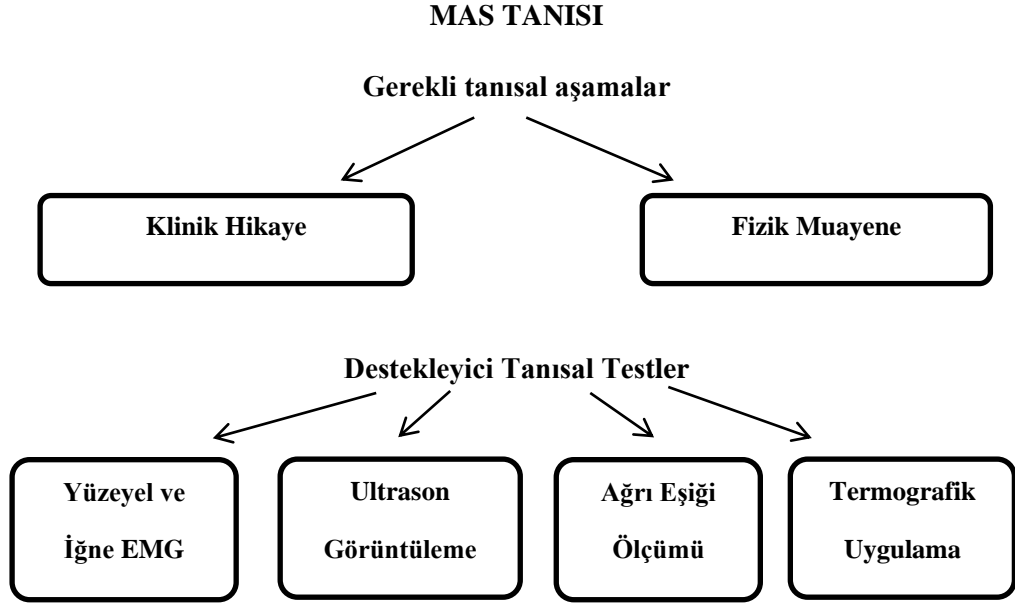 MAS TANISI
Gerekli tanısal aşamalar
Klinik Hikaye
Fizik Muayene
Destekleyici Tanısal Testler
Yüzeyel ve
İğne EMG
Ultrason
Görüntüleme
Ağrı Eşiği
Ölçümü
Termografik
Uygulama